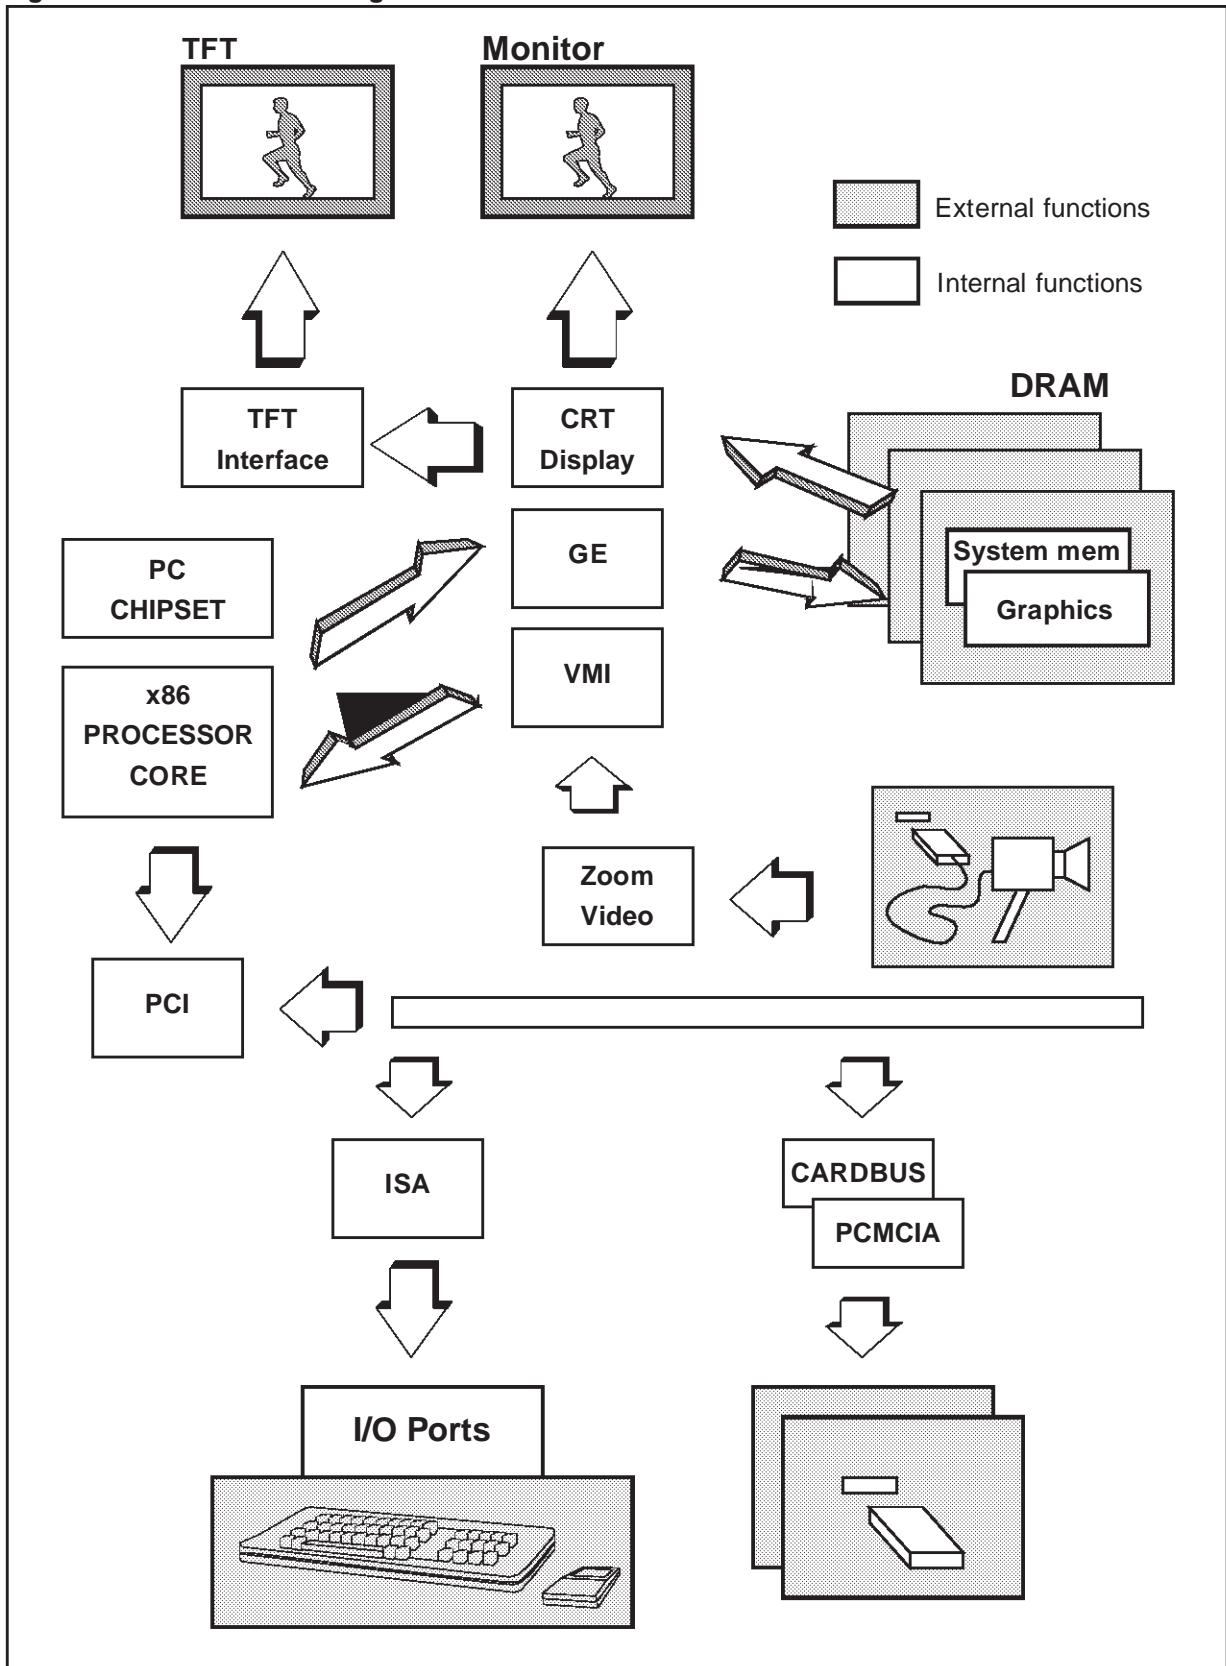 TFT
Monitor
External functions
Internal functions
DRAM
TFT
Interface
CRT
Display
System mem
Graphics
PC
CHIPSET
GE
x86
PROCESSOR
CORE
VMI
Zoom
Video
PCI
ISA
CARDBUS
PCMCIA
I/O Ports